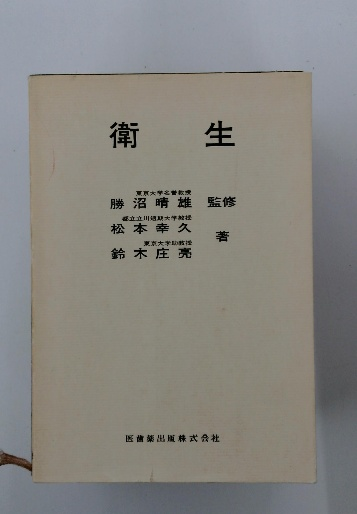 衛生
東京大学名誉教授
勝沼晴雄 監修
都立立川短期大学教授
松本幸久
東京大学助教授
鈴木庄亮
著
医歯薬出版株式会社